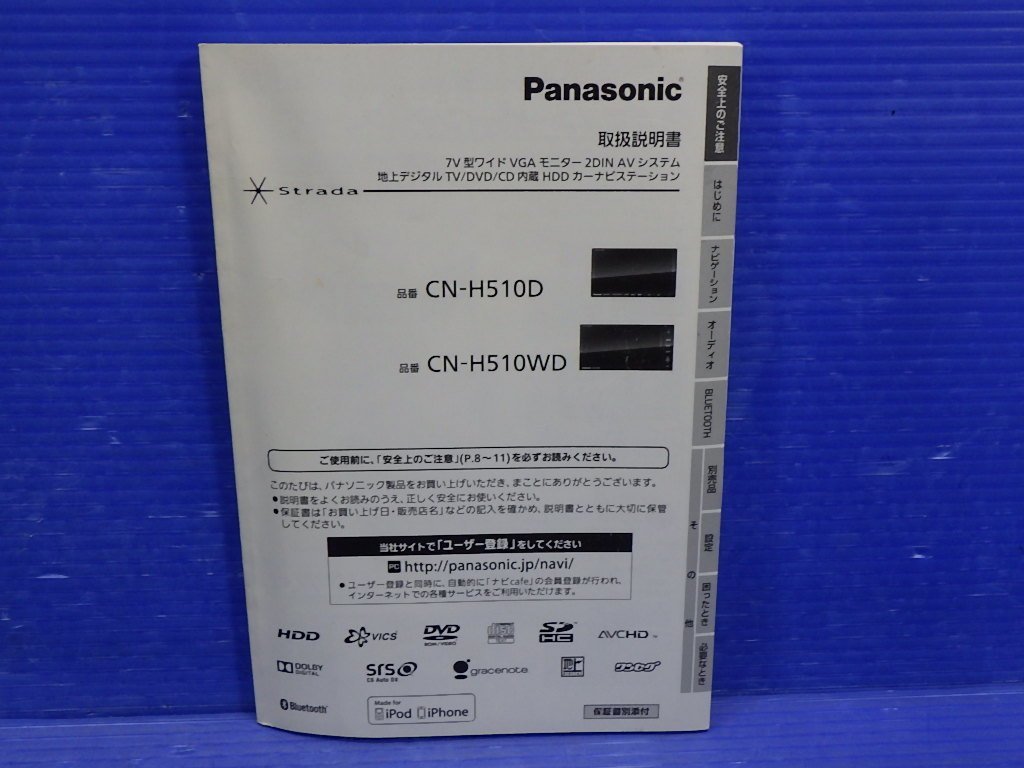 Panasonic
取扱説明書
7V 型ワイド VGA モニター 2DIN AV システム
地上デジタル TV/DVD/CD 内蔵 HDD カーナビステーション
Strada
品番 CN-H510D
品番 CN-H510WD
ご使用前に、「安全上のご注意」(P.8～11)を必ずお読みください。
このたびは、パナソニック製品をお買い上げいただき、まことにありがとうございます。
●説明書をよくお読みのうえ、正しく安全にお使いください。
●保証書は「お買い上げ日・販売店名」などの記入を確かめ、説明書とともに大切に保管
してください。
当社サイトで「ユーザー登録」をしてください
PC http://panasonic.jp/navi/
●ユーザー登録と同時に、自動的に「ナビcafe」の会員登録が行われ、
インターネットでの各種サービスをご利用いただけます。
HDD VICS DVD ROM/VIDEO SD HC AVCHD™
DOLBY DIGITAL SRS CS Auto gracenote 地上 ワンセグ
Bluetooth Made for iPod iPhone
保証書別添付
安全上のご注意
はじめに
ナビゲーション
オーディオ
BLUETOOTH
別売品
設定
困ったとき
必要なとき
その他